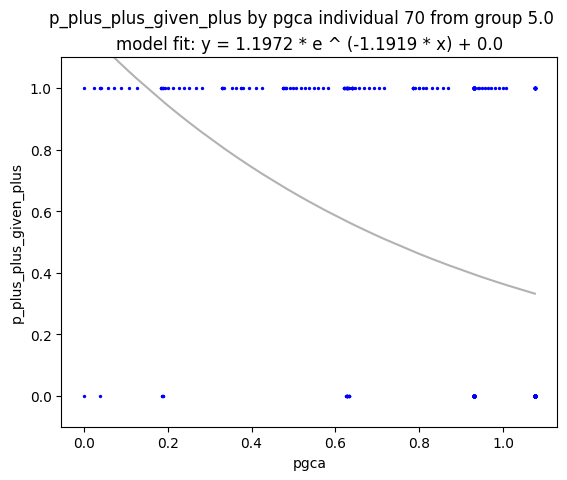 p_plus_plus_given_plus by pgca individual 70 from group 5.0
model fit: y = 1.1972 * e ^ (-1.1919 * x) + 0.0
p_plus_plus_given_plus
1.0
0.8
0.6
0.4
0.2
0.0
0.0 0.2 0.4 0.6 0.8 1.0
pgca